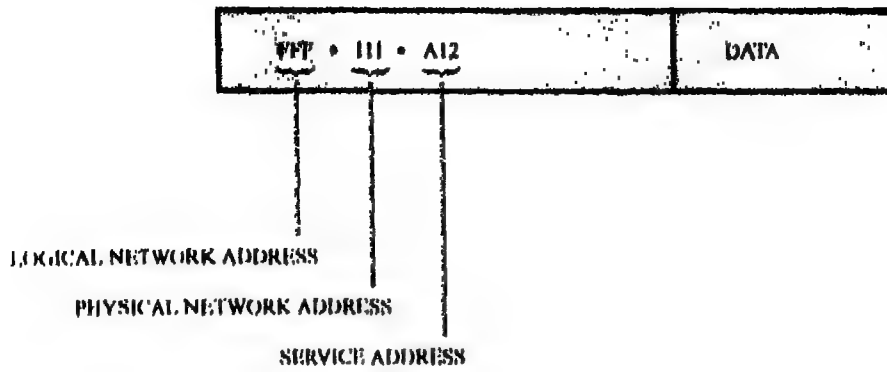 FFF • 111 • A12 DATA
LOGICAL NETWORK ADDRESS
PHYSICAL NETWORK ADDRESS
SERVICE ADDRESS